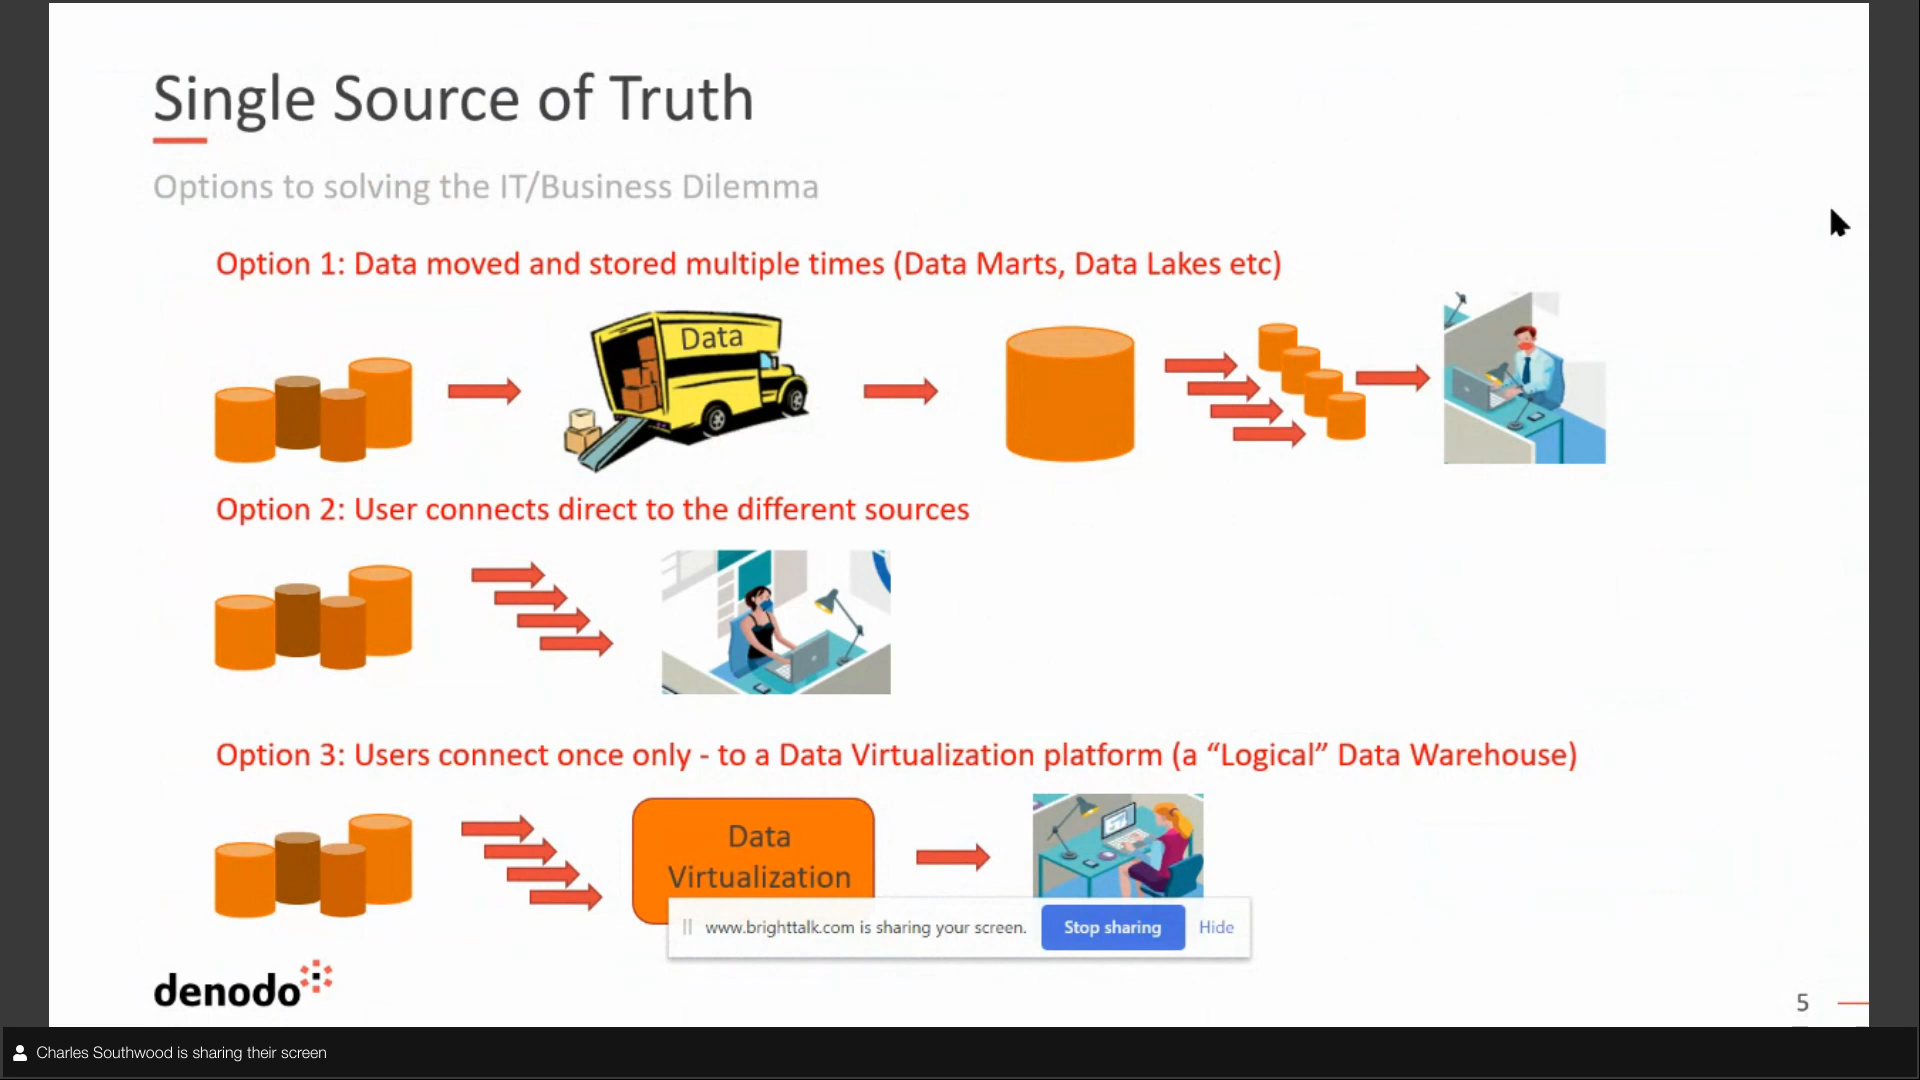 Single Source of Truth
Options to solving the IT/Business Dilemma
Option 1: Data moved and stored multiple times (Data Marts, Data Lakes etc)
Data
Option 2: User connects direct to the different sources
Option 3: Users connect once only - to a Data Virtualization platform (a “Logical” Data Warehouse)
Data
Virtualization
www.brighttalk.com is sharing your screen.
Stop sharing
Hide
denodo
5
Charles Southwood is sharing their screen